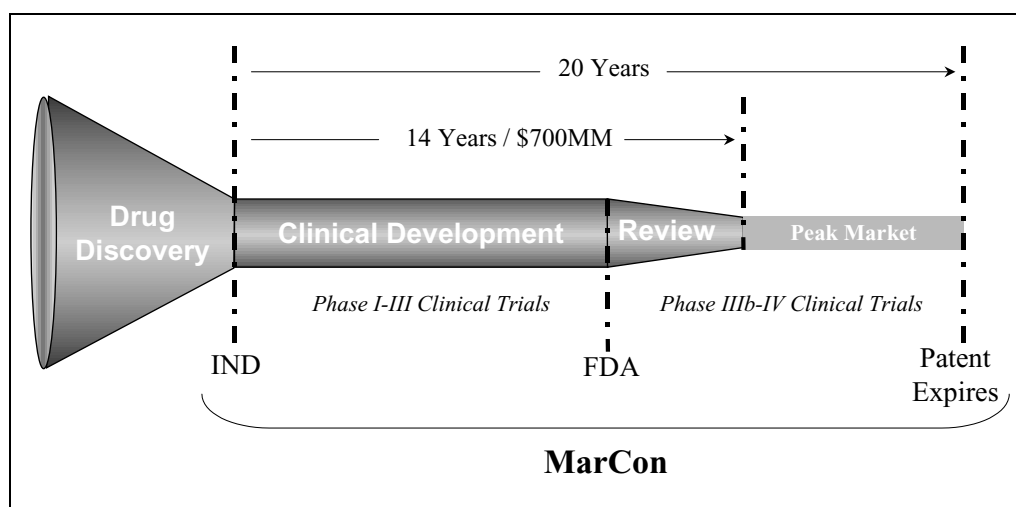 20 Years
14 Years / $700MM
Drug
Discovery
Clinical Development
Review
Peak Market
Phase I-III Clinical Trials
Phase IIIb-IV Clinical Trials
IND
FDA
Patent
Expires
MarCon